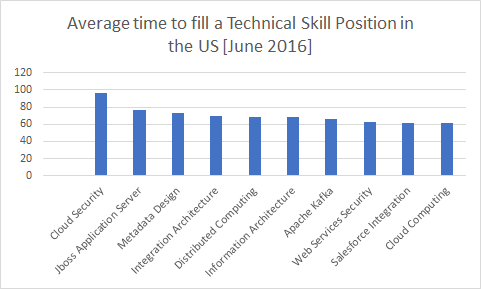 Average time to fill a Technical Skill Position in
the US [June 2016]
120
100
80
60
40
20
0
Cloud Security
Jboss Application Server
Metadata Design
Integration Architecture
Distributed Computing
Information Architecture
Apache Kafka
Web Services Security
Salesforce Integration
Cloud Computing